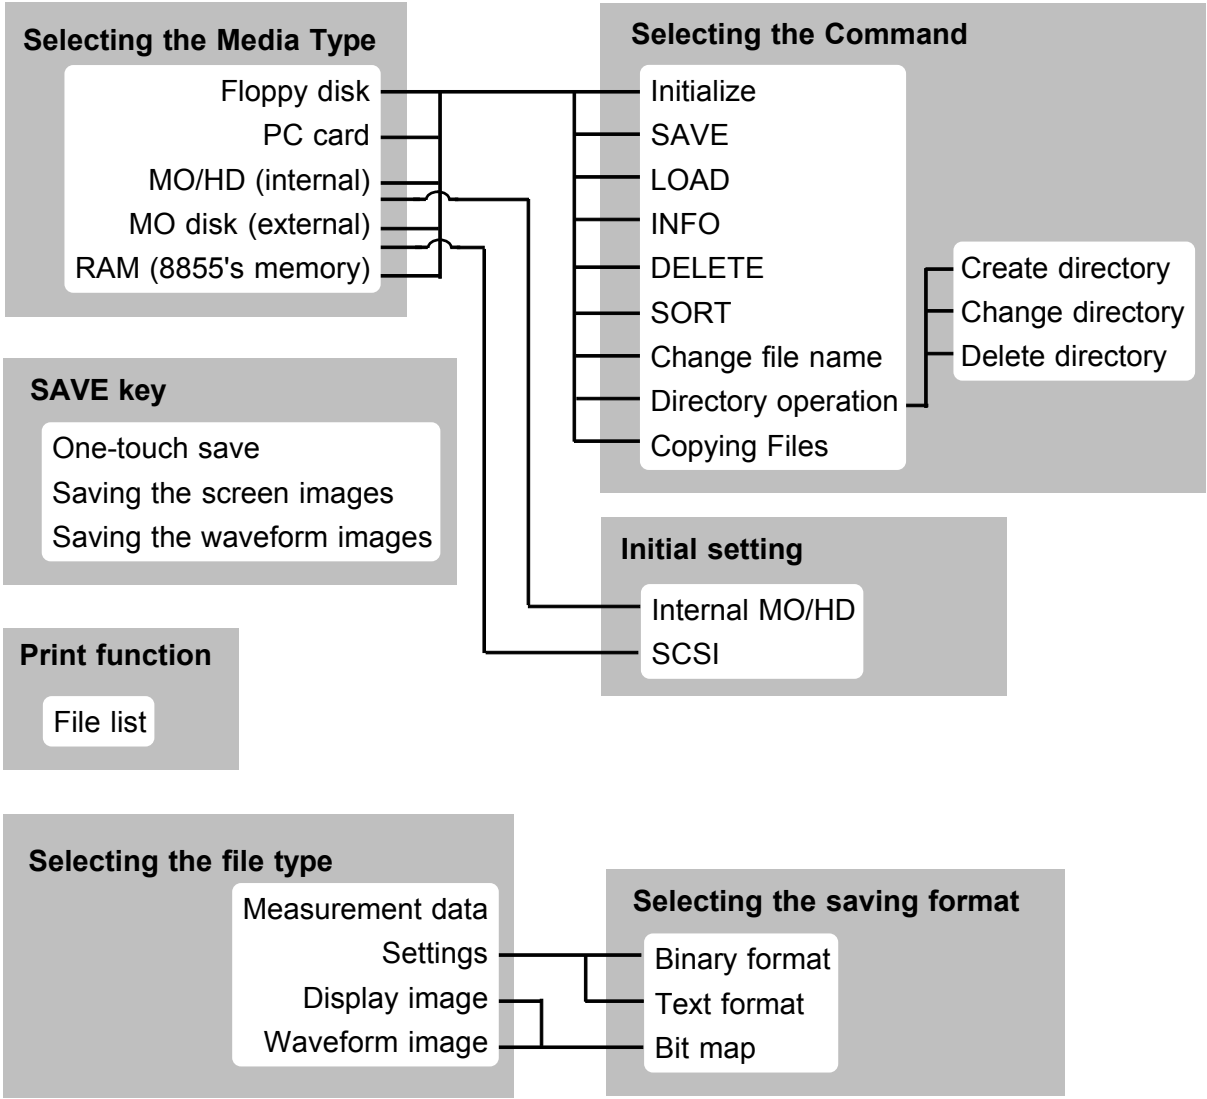 Selecting the Media Type
Floppy disk
PC card
MO/HD (internal)
MO disk (external)
RAM (8855's memory)
Selecting the Command
Initialize
SAVE
LOAD
INFO
DELETE
SORT
Change file name
Directory operation
Copying Files
Create directory
Change directory
Delete directory
SAVE key
One-touch save
Saving the screen images
Saving the waveform images
Initial setting
Internal MO/HD
SCSI
Print function
File list
Selecting the file type
Measurement data
Settings
Display image
Waveform image
Selecting the saving format
Binary format
Text format
Bit map